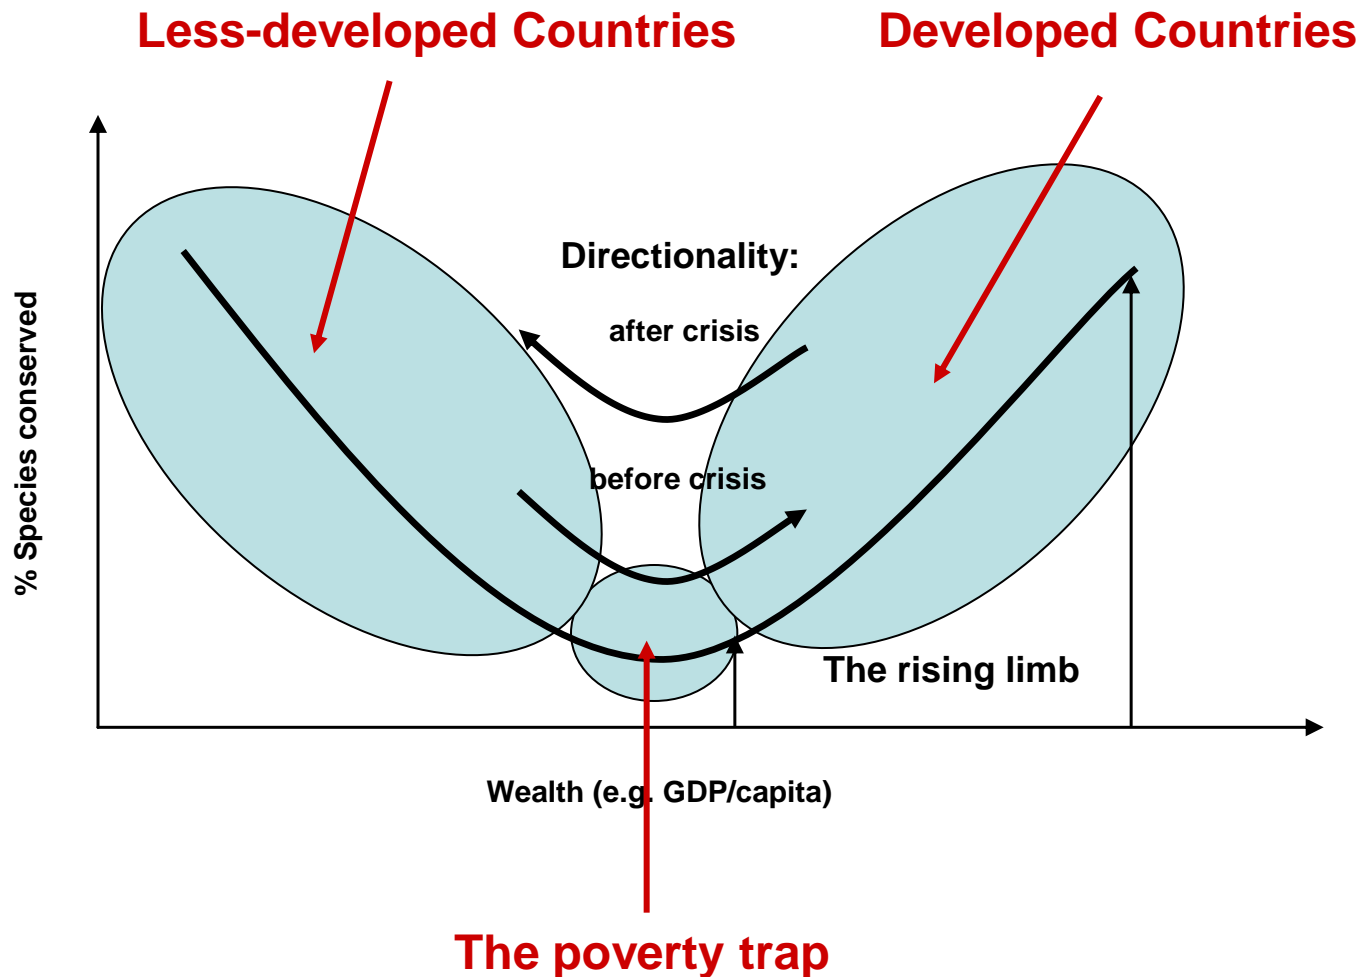 Less-developed Countries
Developed Countries
Directionality:
after crisis
before crisis
% Species conserved
The rising limb
Wealth (e.g. GDP/capita)
The poverty trap